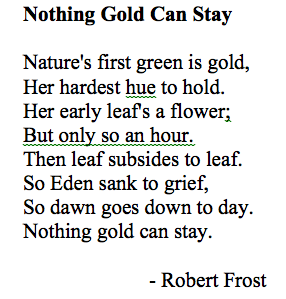 Nothing Gold Can Stay
Nature's first green is gold,
Her hardest hue to hold.
Her early leaf's a flower;
But only so an hour.
Then leaf subsides to leaf.
So Eden sank to grief,
So dawn goes down to day.
Nothing gold can stay.
- Robert Frost